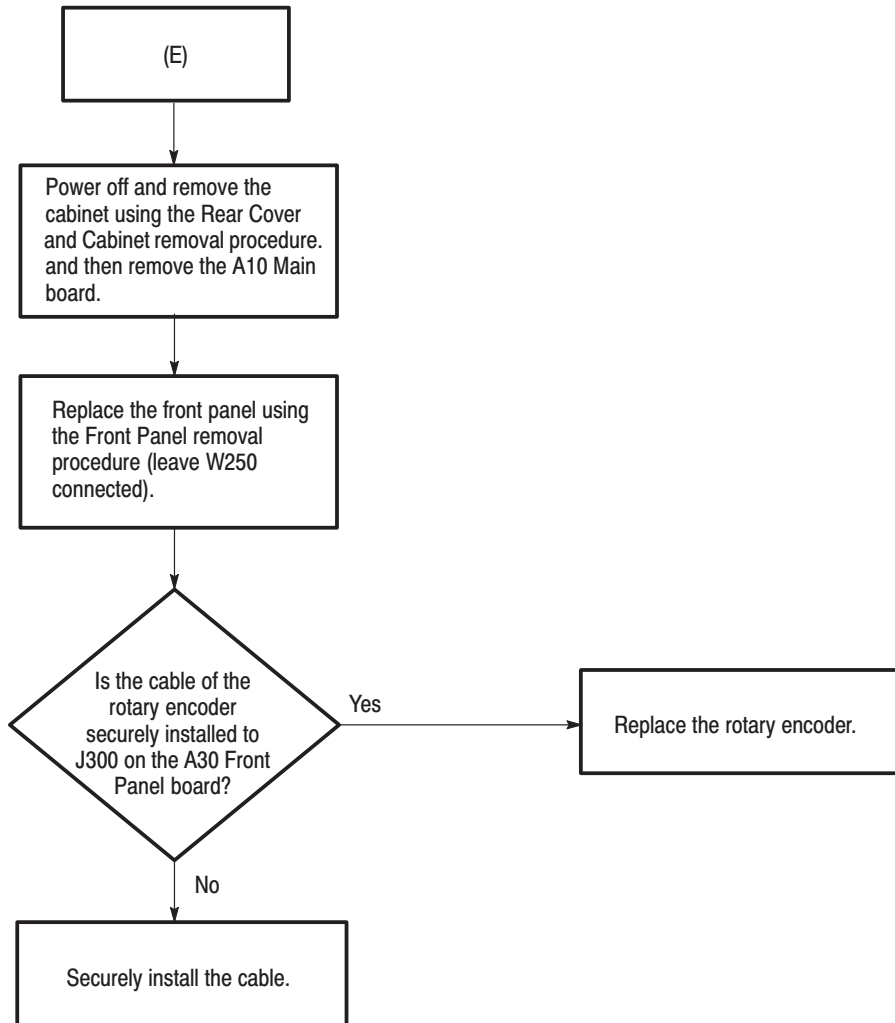 (E)
Power off and remove the
cabinet using the Rear Cover
and Cabinet removal procedure.
and then remove the A10 Main
board.
Replace the front panel using
the Front Panel removal
procedure (leave W250
connected).
Is the cable of the
rotary encoder
securely installed to
J300 on the A30 Front
Panel board?
Yes
Replace the rotary encoder.
No
Securely install the cable.